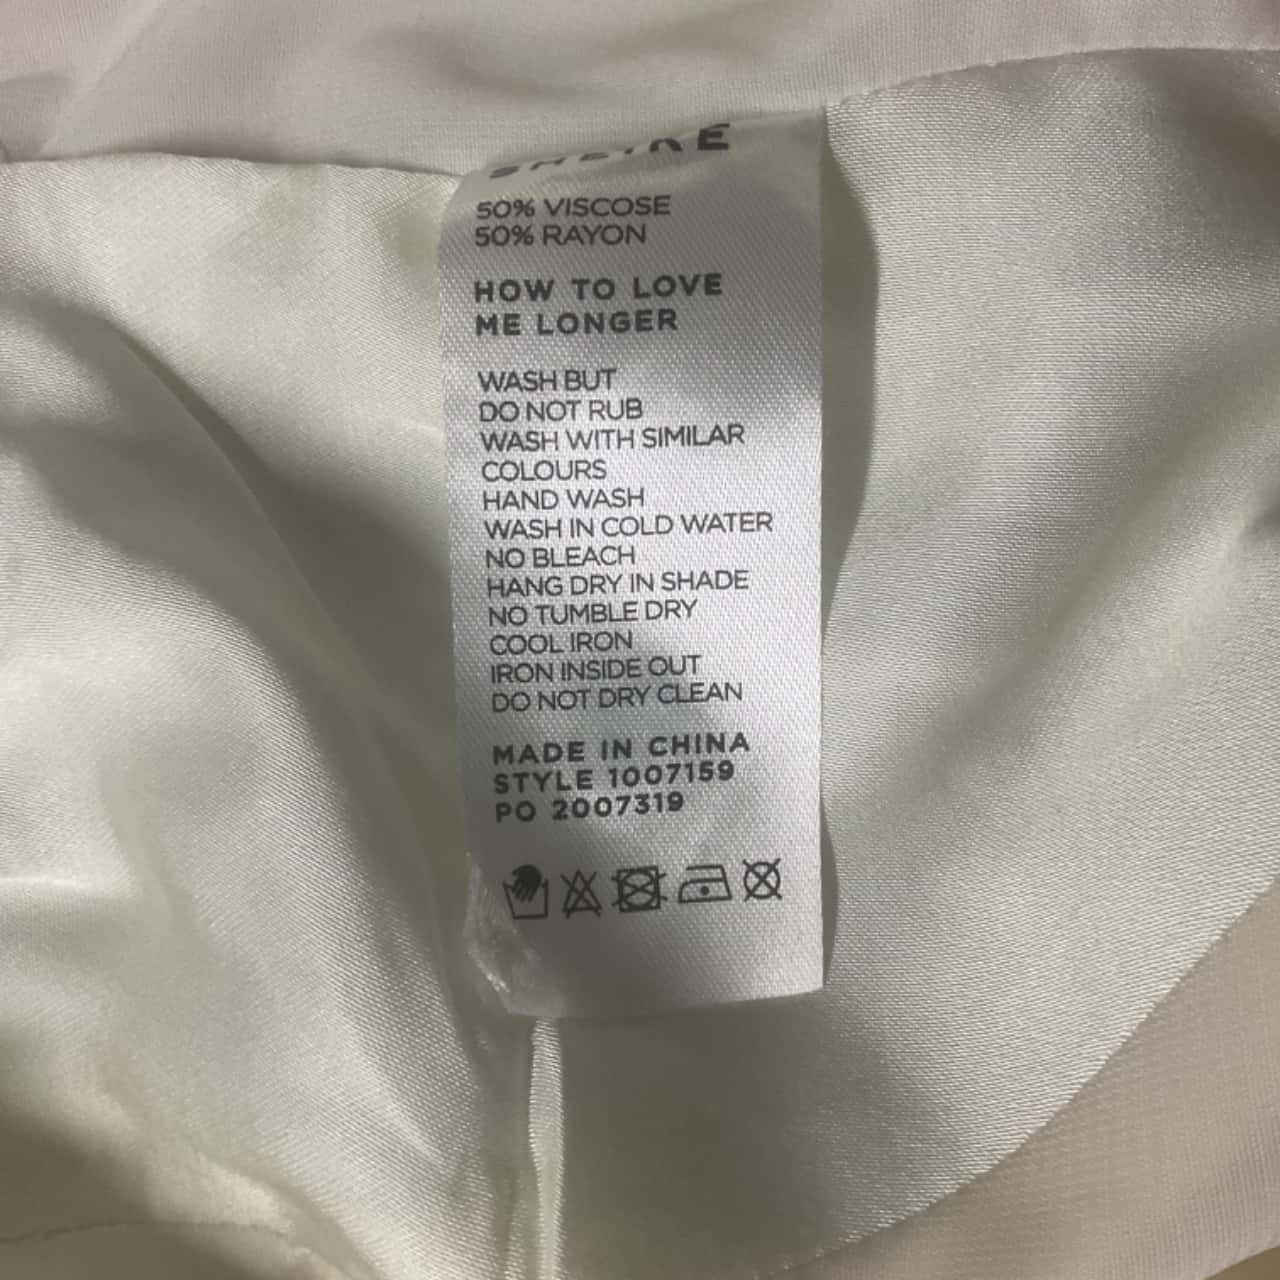 SHEIKE
50% VISCOSE
50% RAYON
HOW TO LOVE
ME LONGER
WASH BUT
DO NOT RUB
WASH WITH SIMILAR
COLOURS
HAND WASH
WASH IN COLD WATER
NO BLEACH
HANG DRY IN SHADE
NO TUMBLE DRY
COOL IRON
IRON INSIDE OUT
DO NOT DRY CLEAN
MADE IN CHINA
STYLE 1007159
PO 2007319